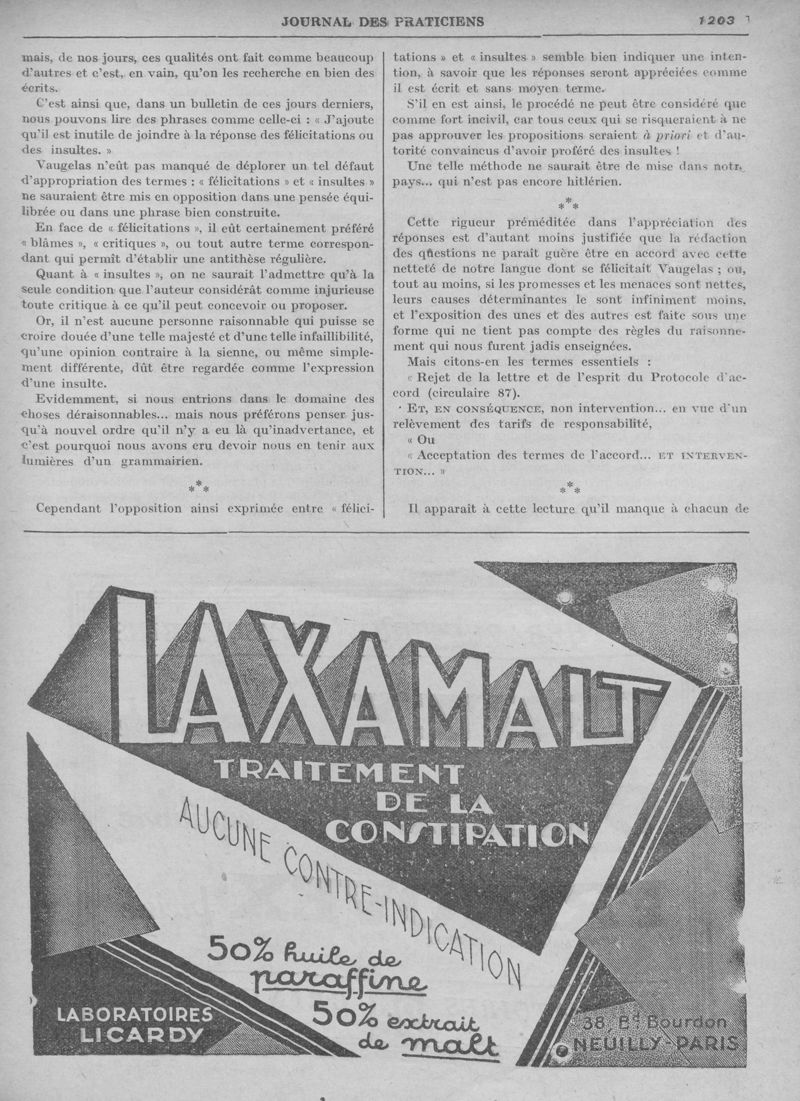 JOURNAL DES PRATICIENS
1203
mais, de nos jours, ces qualités ont fait comme beaucoup
d'autres et c'est, en vain, qu'on les recherche en bien des
écrits.
C'est ainsi que, dans un bulletin de ces jours derniers,
nous pouvons lire des phrases comme celle-ci : « J'ajoute
qu'il est inutile de joindre à la réponse des félicitations ou
des insultes. »
Vaugelas n'eût pas manqué de déplorer un tel défaut
d'appropriation des termes : « félicitations » et « insultes »
ne sauraient être mis en opposition dans une pensée équi-
librée ou dans une phrase bien construite.
En face de « félicitations », il eût certainement préféré
« blâmes », « critiques », ou tout autre terme correspon-
dant qui permît d'établir une antithèse régulière.
Quant à « insultes », on ne saurait l'admettre qu'à la
seule condition que l'auteur considérât comme injurieuse
toute critique à ce qu'il peut concevoir ou proposer.
Or, il n'est aucune personne raisonnable qui puisse se
croire douée d'une telle majesté et d'une telle infaillibilité,
qu'une opinion contraire à la sienne, ou même simple-
ment différente, dût être regardée comme l'expression
d'une insulte.
Evidemment, si nous entrions dans le domaine des
choses déraisonnables... mais nous préférons penser jus-
qu'à nouvel ordre qu'il n'y a eu là qu'inadvertance, et
c'est pourquoi nous avons cru devoir nous en tenir aux
lumières d'un grammairien.
***
Cependant l'opposition ainsi exprimée entre « félici-
tations » et « insultes » semble bien indiquer une inten-
tion, à savoir que les réponses seront appréciées comme
il est écrit et sans moyen terme.
S'il en est ainsi, le procédé ne peut être considéré que
comme fort incivil, car tous ceux qui se risqueraient à ne
pas approuver les propositions seraient à priori et d'au-
torité convaincus d'avoir proféré des insultes !
Une telle méthode ne saurait être de mise dans notr
pays... qui n'est pas encore hitlérien.
***
Cette rigueur préméditée dans l'appréciation des
réponses est d'autant moins justifiée que la rédaction
des questions ne paraît guère être en accord avec cette
netteté de notre langue dont se félicitait Vaugelas ; ou,
tout au moins, si les promesses et les menaces sont nettes,
leurs causes déterminantes le sont infiniment moins,
et l'exposition des unes et des autres est faite sous une
forme qui ne tient pas compte des règles du raisonne-
ment qui nous furent jadis enseignées.
Mais citons-en les termes essentiels :
« Rejet de la lettre et de l'esprit du Protocole d'ac-
cord (circulaire 87).
· ET, EN CONSÉQUENCE, non intervention... en vue d'un
relèvement des tarifs de responsabilité,
« Ou
« Acceptation des termes de l'accord... ET INTERVEN-
TION... »
***
Il apparait à cette lecture qu'il manque à chacun de
LAXAMALT
TRAITEMENT
DE LA
CONSTIPATION
AUCUNE CONTRE-INDICATION
50% huile de
paraffine
50% extrait
de malt
LABORATOIRES
LICARDY
38, Bd Bourdon
NEUILLY-PARIS